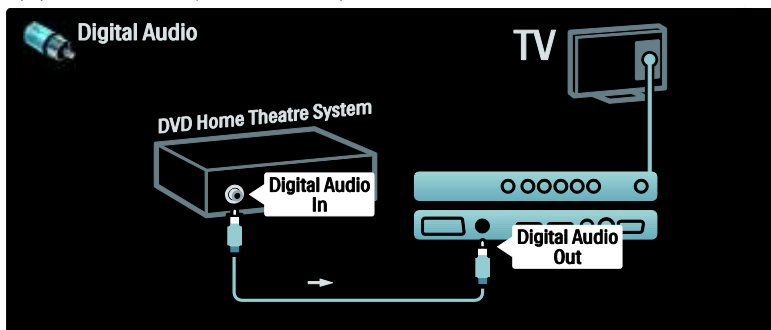 Digital Audio
TV
DVD Home Theatre System
Digital Audio
In
Digital Audio
Out